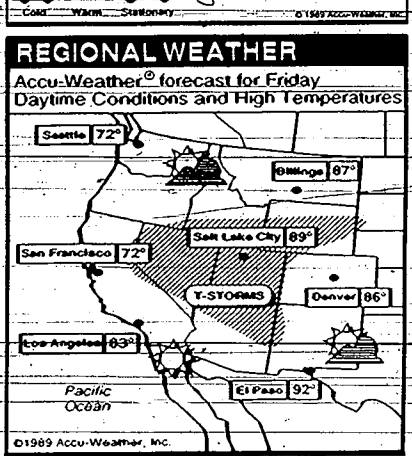 Cold Warm Stationary
© 1989 Accu-Weather, Inc.
REGIONAL WEATHER
Accu-Weather® forecast for Friday
Daytime Conditions and High Temperatures
Seattle 72°
Billings 87°
Salt Lake City 89°
San Francisco 72°
T-STORMS
Denver 86°
Los Angeles 83°
Pacific
Ocean
El Paso 92°
©1989 Accu-Weather, Inc.